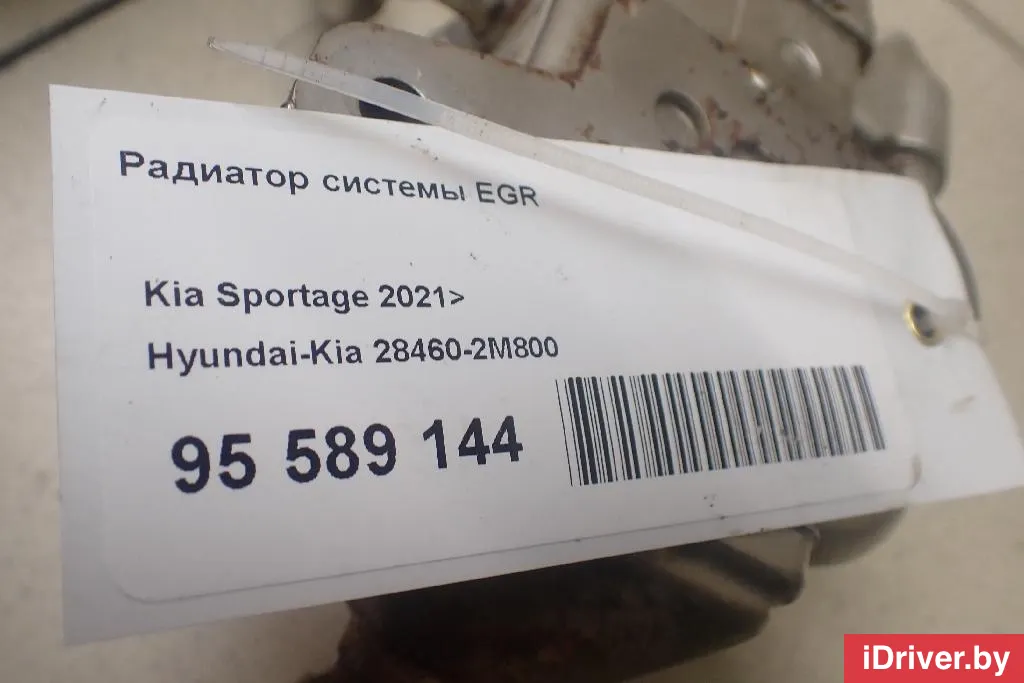 Радиатор системы EGR
Kia Sportage 2021>
Hyundai-Kia 28460-2M800
95 589 144
iDriver.by